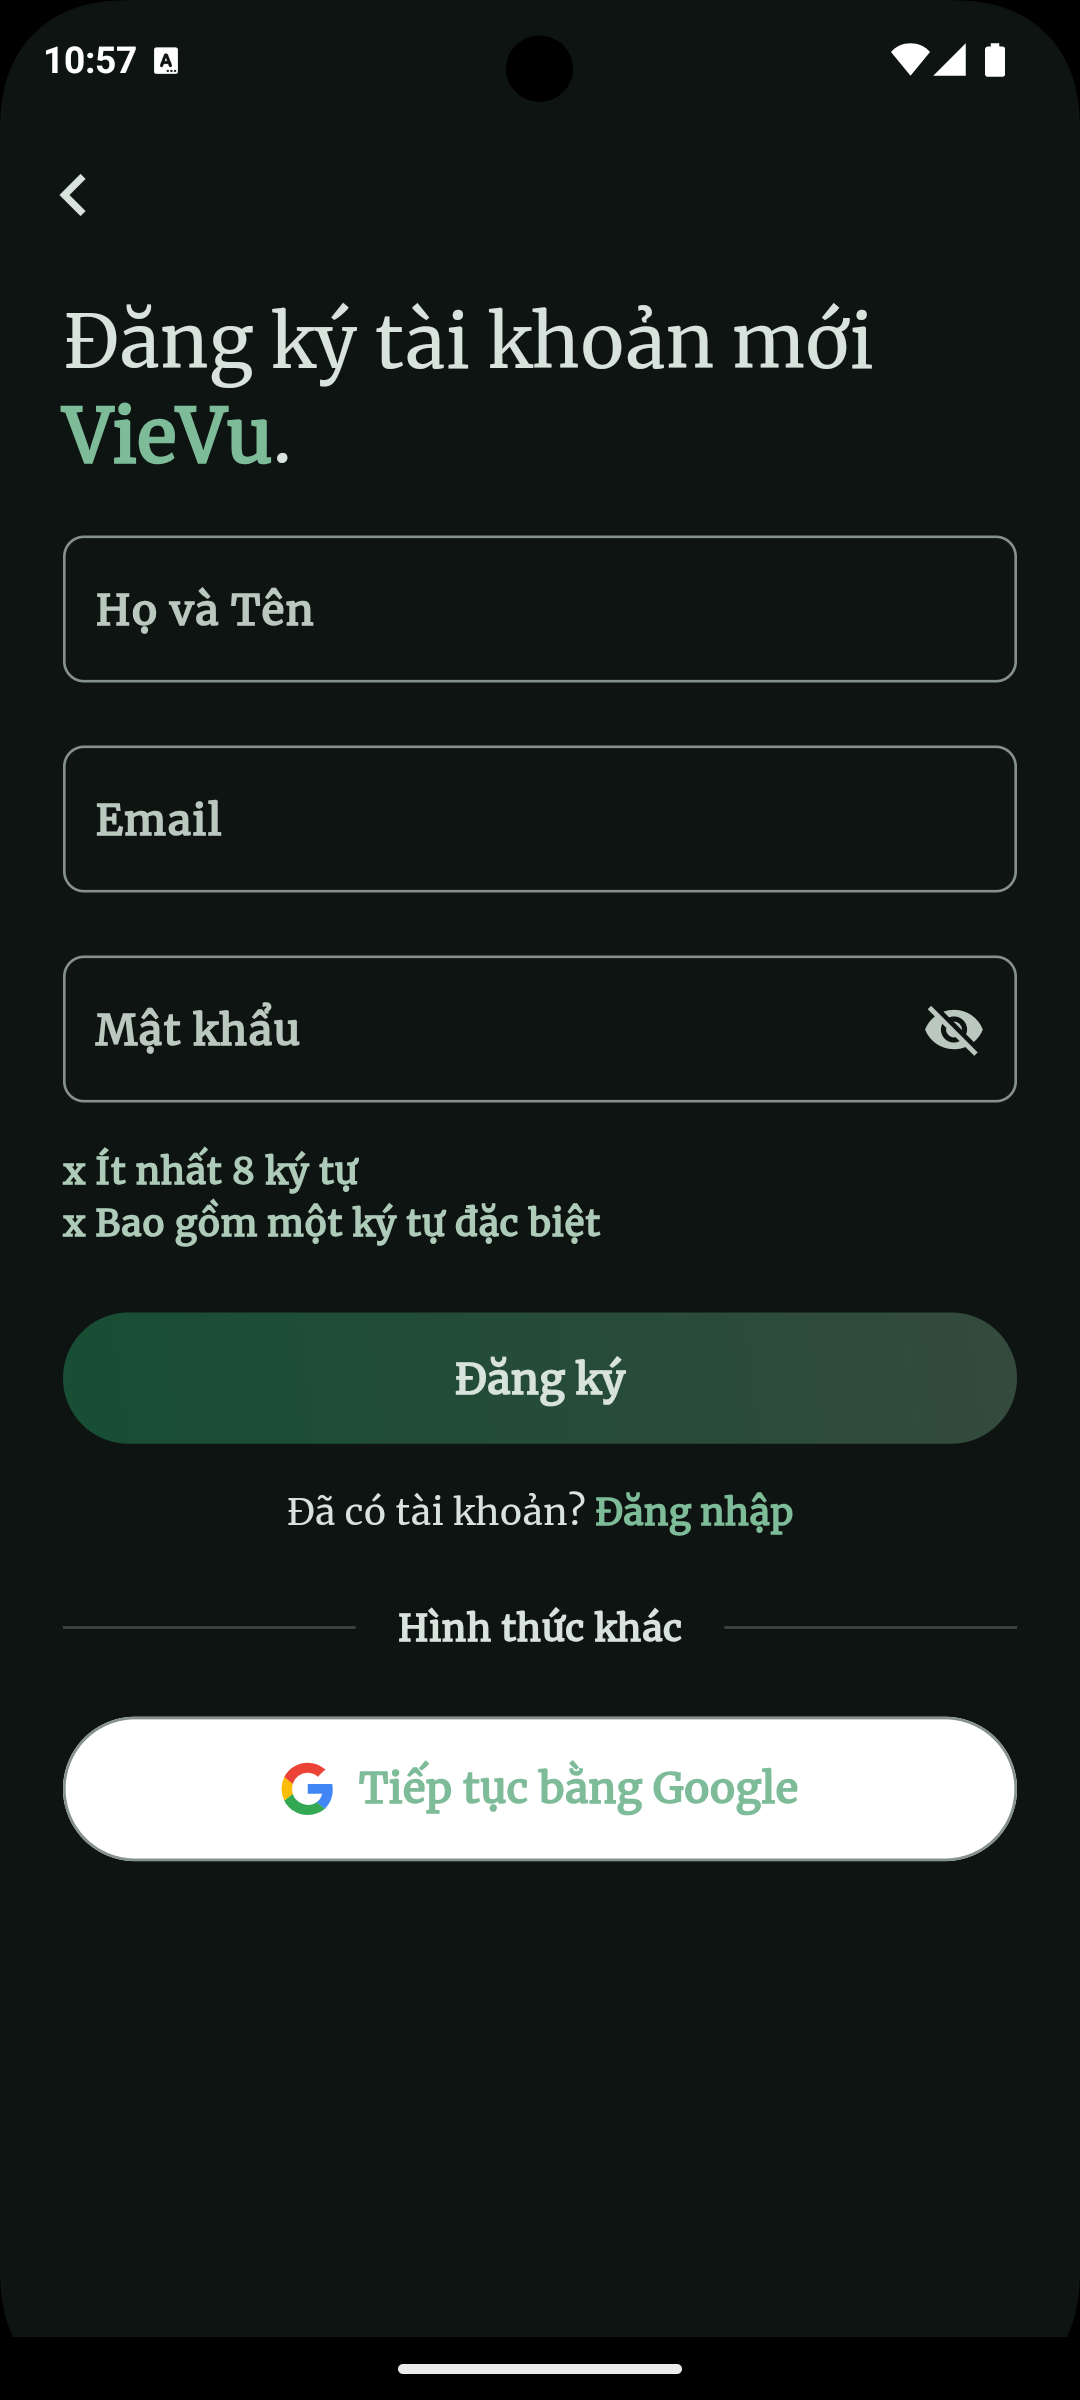 10:57
Đăng ký tài khoản mới
VieVu.
Họ và Tên
Email
Mật khẩu
x Ít nhất 8 ký tự
x Bao gồm một ký tự đặc biệt
Đăng ký
Đã có tài khoản? Đăng nhập
Hình thức khác
Tiếp tục bằng Google